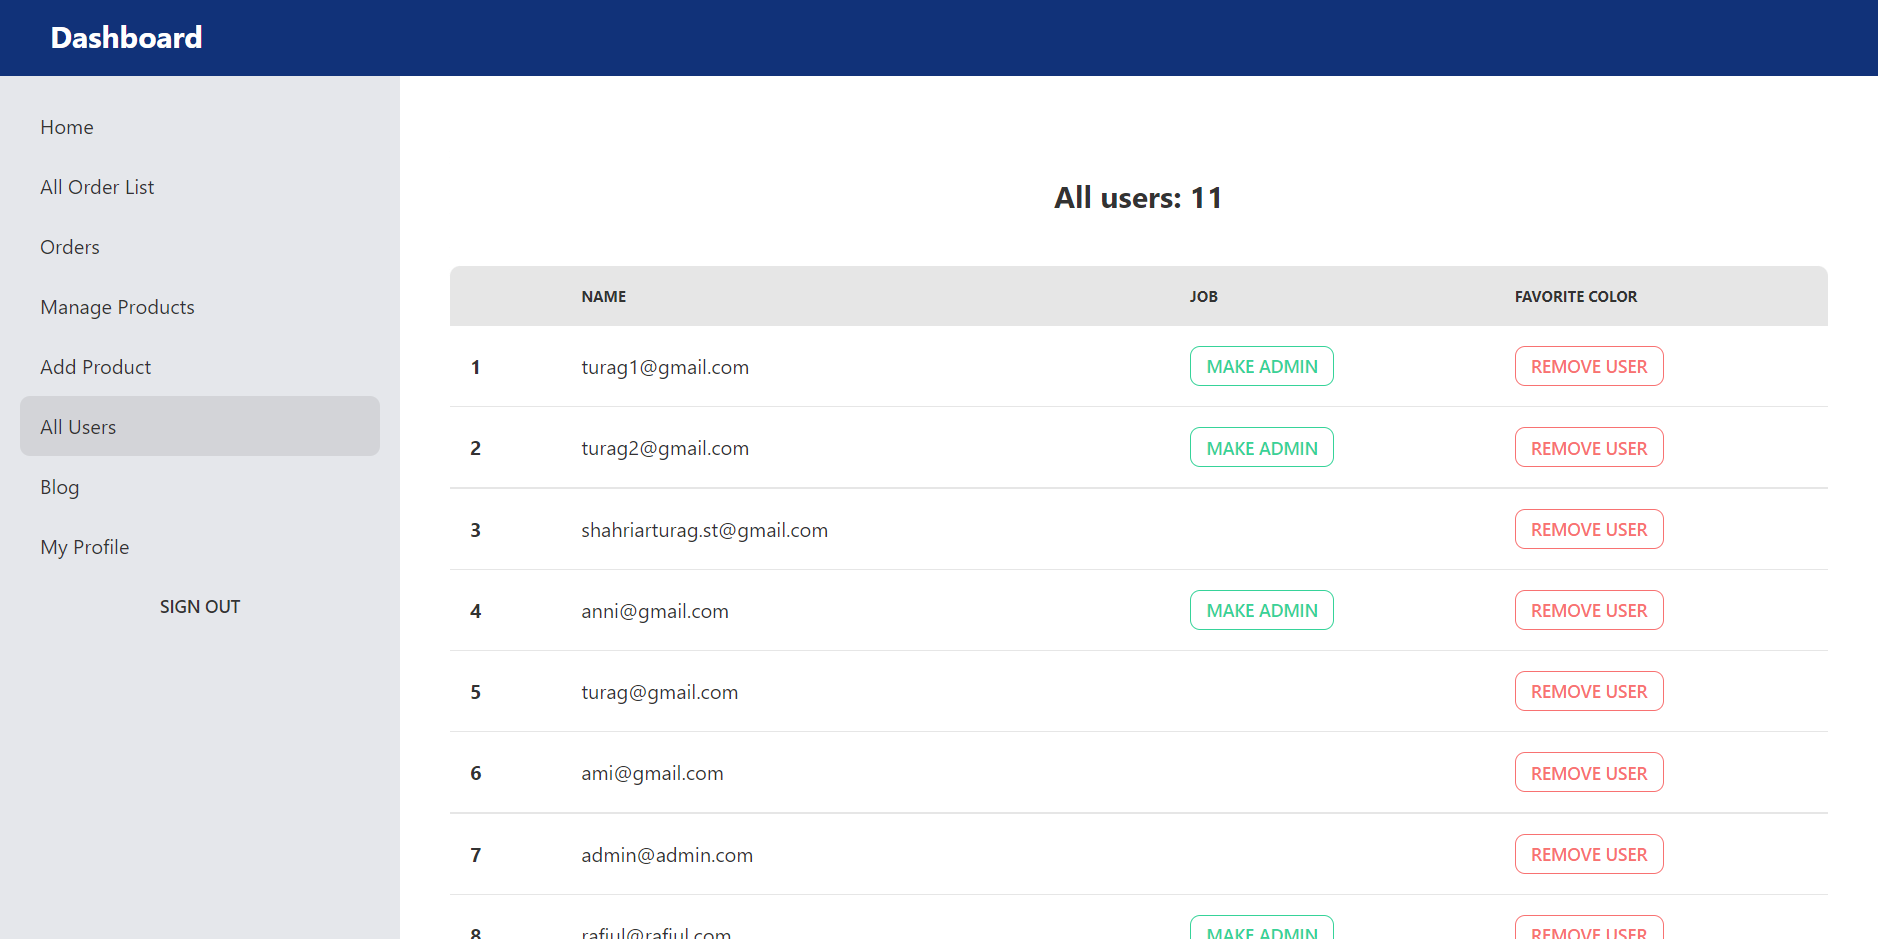 Dashboard
Home
All Order List
Orders
Manage Products
Add Product
All Users
Blog
My Profile
SIGN OUT
All users: 11
NAME JOB FAVORITE COLOR
1 turag1@gmail.com MAKE ADMIN REMOVE USER
2 turag2@gmail.com MAKE ADMIN REMOVE USER
3 shahriarturag.st@gmail.com REMOVE USER
4 anni@gmail.com MAKE ADMIN REMOVE USER
5 turag@gmail.com REMOVE USER
6 ami@gmail.com REMOVE USER
7 admin@admin.com REMOVE USER
8 rafiul@rafiul.com MAKE ADMIN REMOVE USER